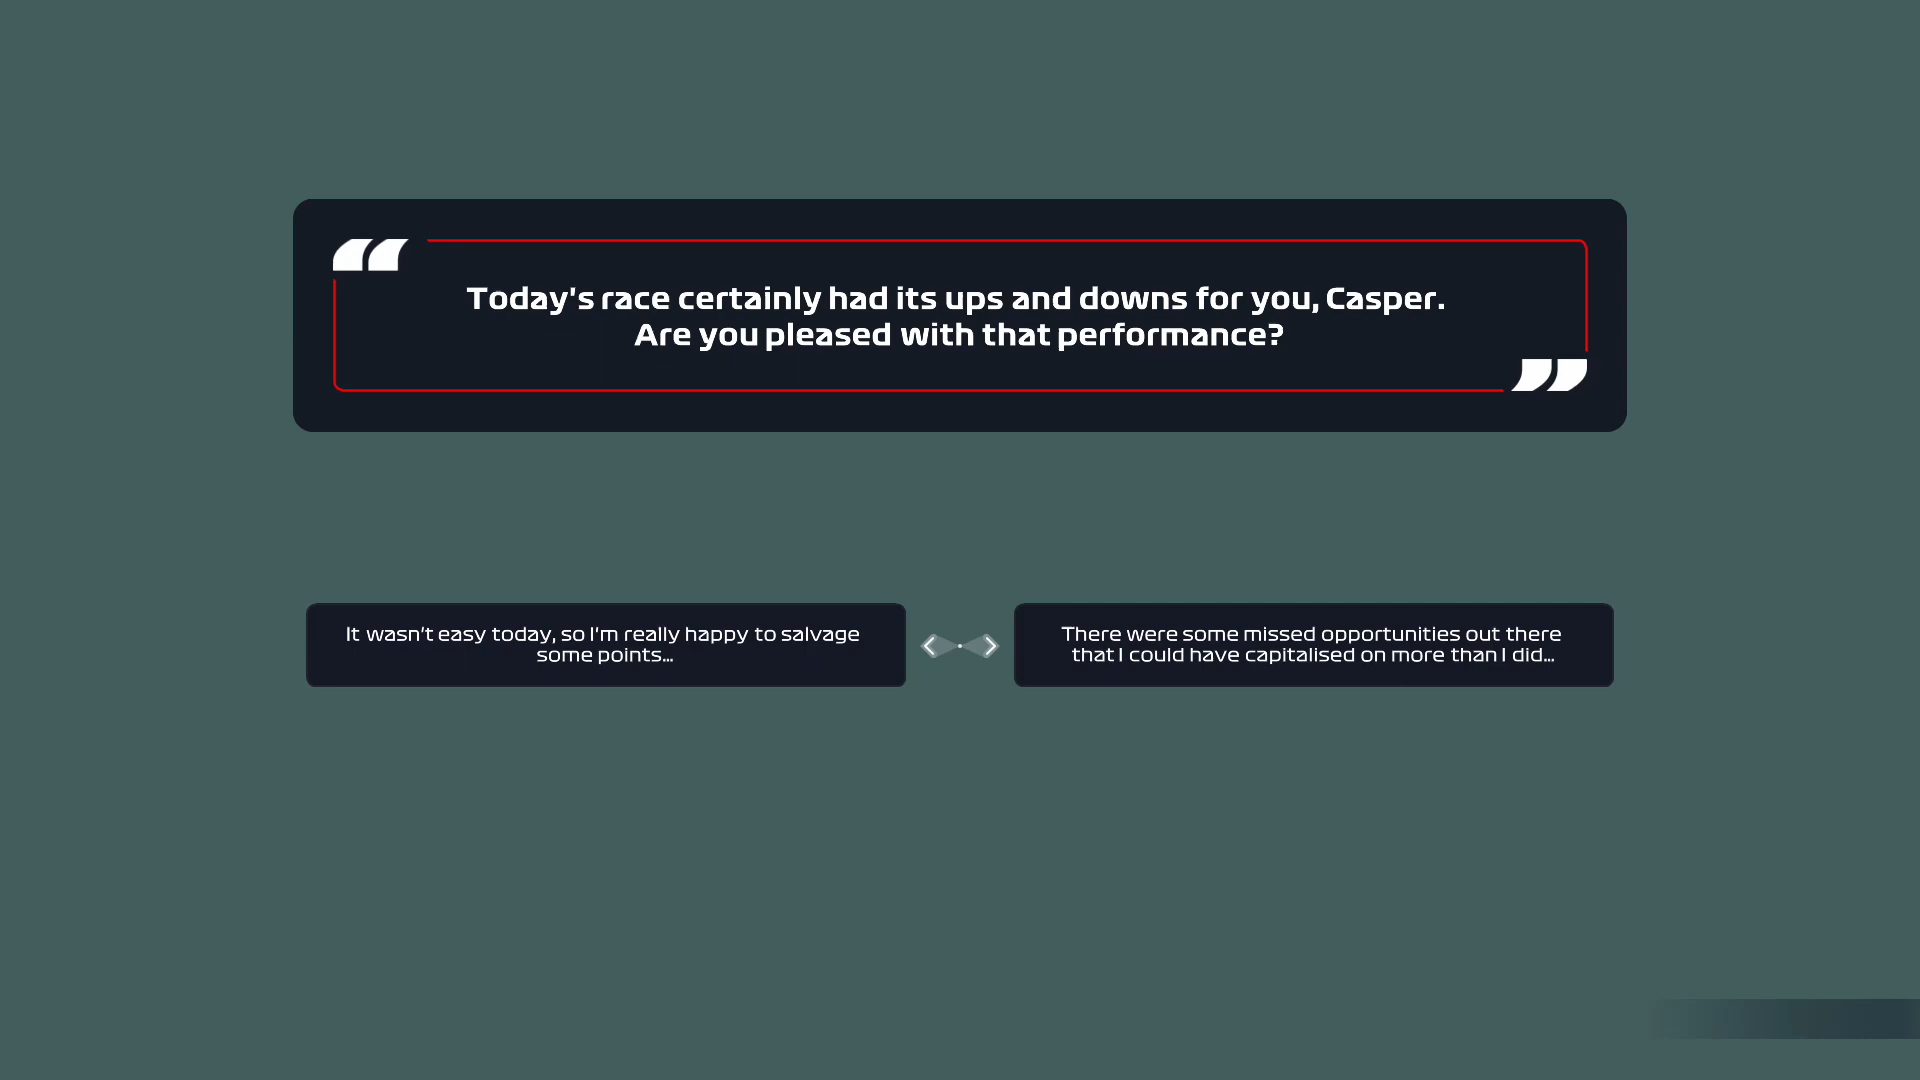 Today's race certainly had its ups and downs for you, Casper.
Are you pleased with that performance?
It wasn't easy today, so I'm really happy to salvage
some points...
There were some missed opportunities out there
that I could have capitalised on more than I did...